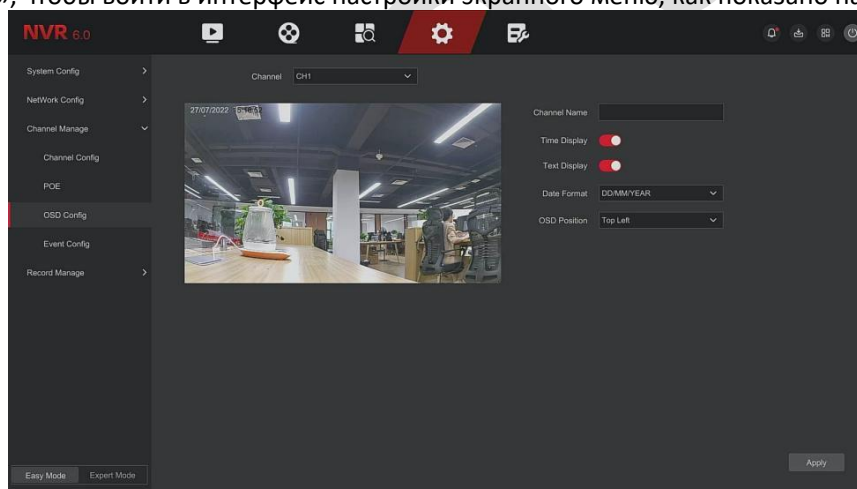 , чтобы войти в интерфейс настройки экранного меню, как показано на
NVR 6.0
System Config
NetWork Config
Channel Manage
Channel Config
POE
OSD Config
Event Config
Record Manage
Easy Mode Expert Mode
Channel CH1
27/07/2022
Channel Name
Time Display
Text Display
Date Format DD/MM/YEAR
OSD Position Top Left
Apply